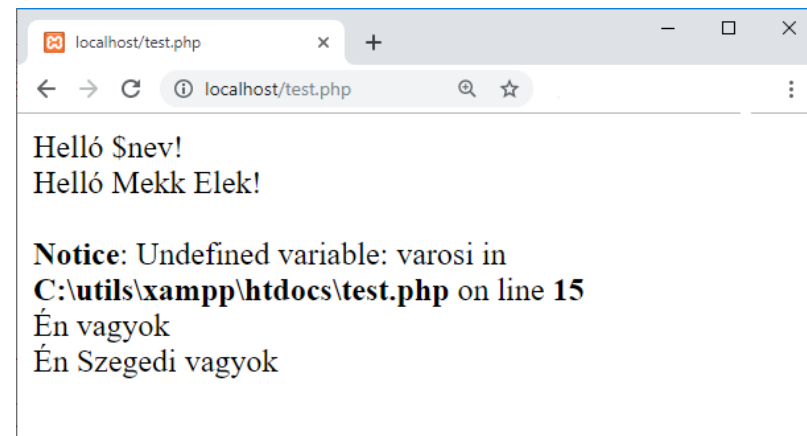 localhost/test.php
localhost/test.php
Helló $nev!
Helló Mekk Elek!
Notice: Undefined variable: varosi in
C:\utils\xampp\htdocs\test.php on line 15
Én vagyok
Én Szegedi vagyok